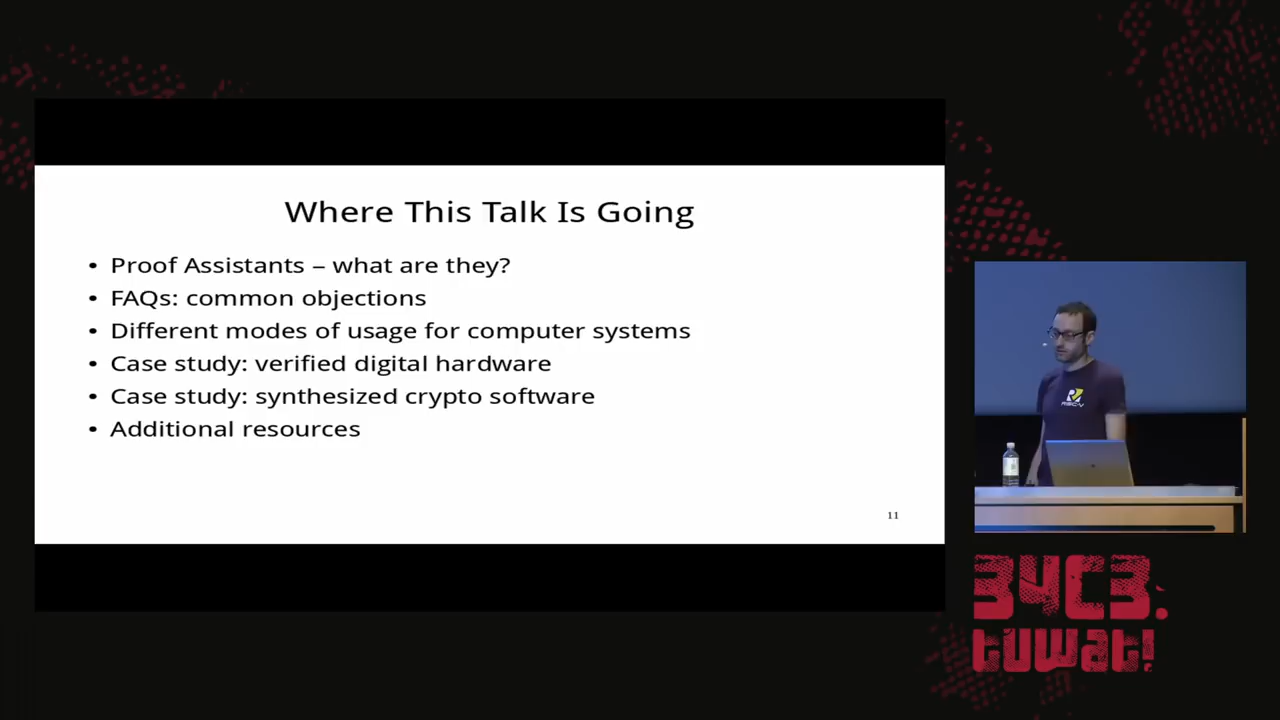 Where This Talk Is Going
• Proof Assistants – what are they?
• FAQs: common objections
• Different modes of usage for computer systems
• Case study: verified digital hardware
• Case study: synthesized crypto software
• Additional resources
11
RISC-V
34C3.
tuwat!